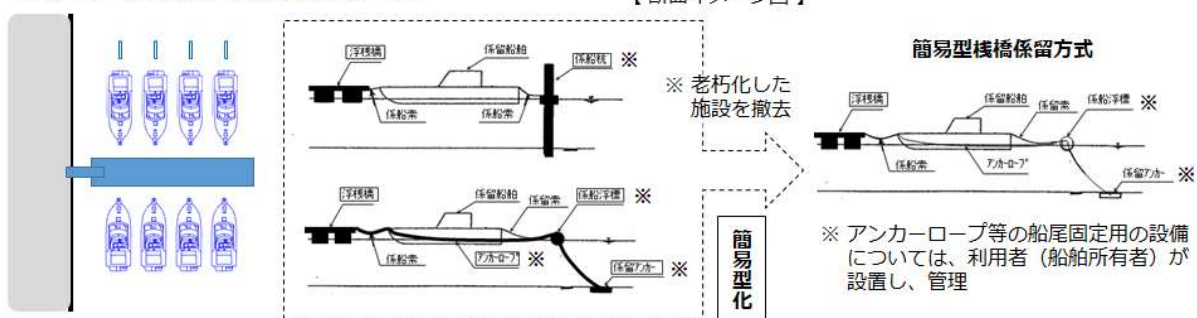 簡易型桟橋係留方式
浮桟橋
係留船舶
係船杭 ※
係船索
係船索
※ 老朽化した
施設を撤去
浮桟橋
係留船舶
係留索
係船浮標 ※
係船索
アンカーロープ
係留アンカー ※
浮桟橋
係留船舶
係留索
係船浮標 ※
係船索
アンカーロープ ※
係留アンカー ※
簡易型化
※ アンカーロープ等の船尾固定用の設備
については、利用者（船舶所有者）が
設置し、管理